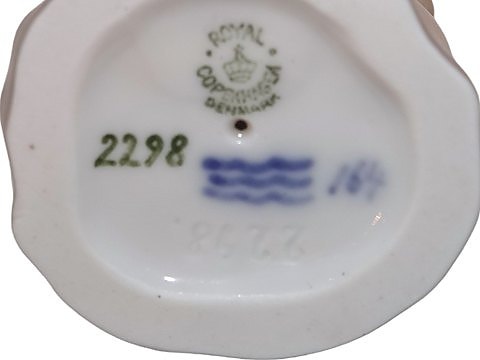 ROYAL
COPENHAGEN
DENMARK
2298
164
2298